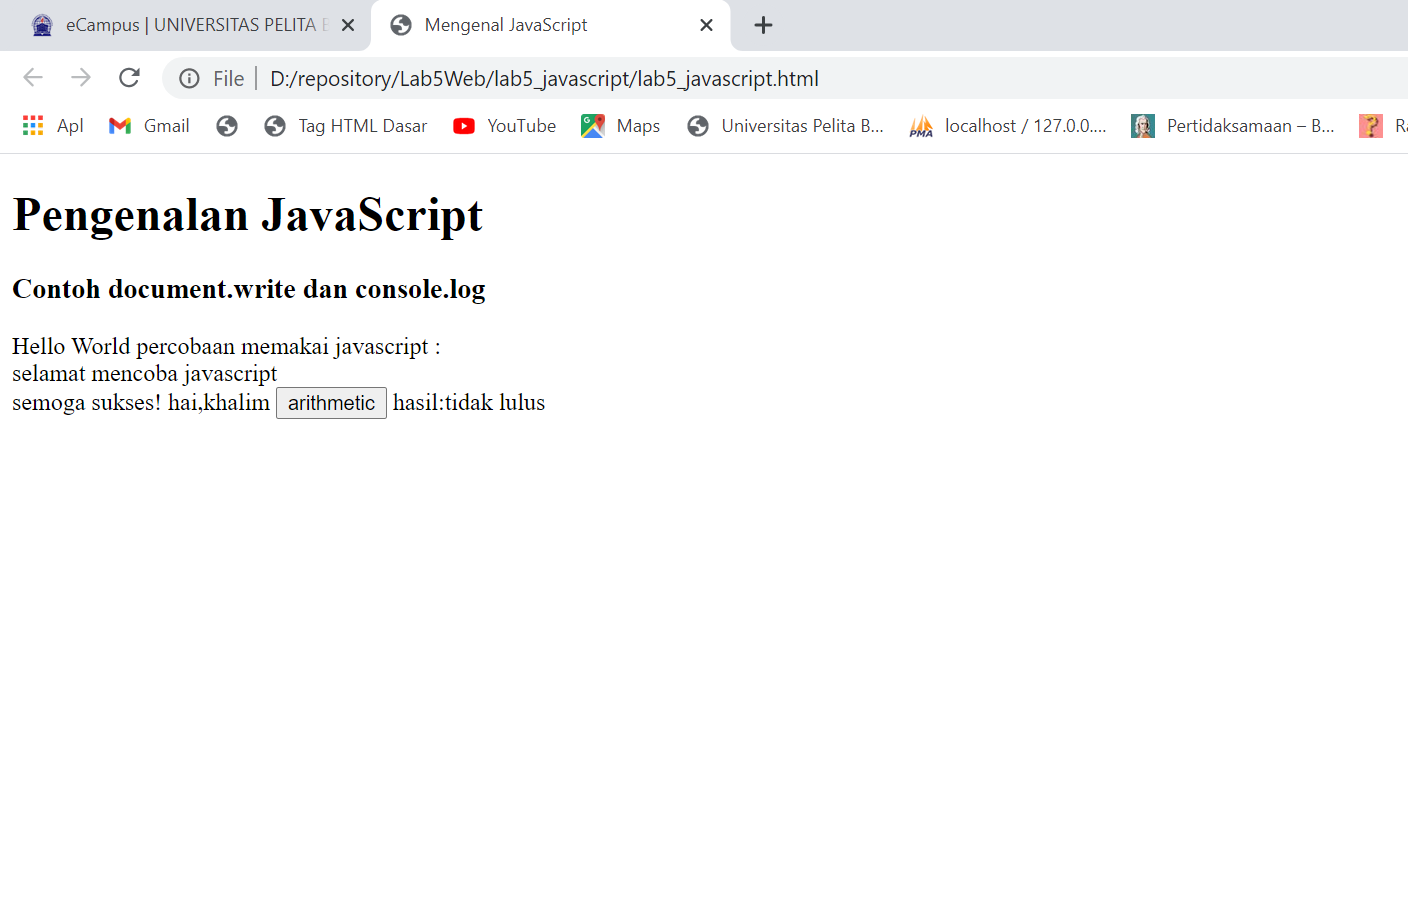 eCampus | UNIVERSITAS PELITA
Mengenal JavaScript
File | D:/repository/Lab5Web/lab5_javascript/lab5_javascript.html
Apl Gmail Tag HTML Dasar YouTube Maps Universitas Pelita B... localhost / 127.0.0.... Pertidaksamaan – B...
Pengenalan JavaScript
Contoh document.write dan console.log
Hello World percobaan memakai javascript :
selamat mencoba javascript
semoga sukses! hai,khalim arithmetic hasil:tidak lulus